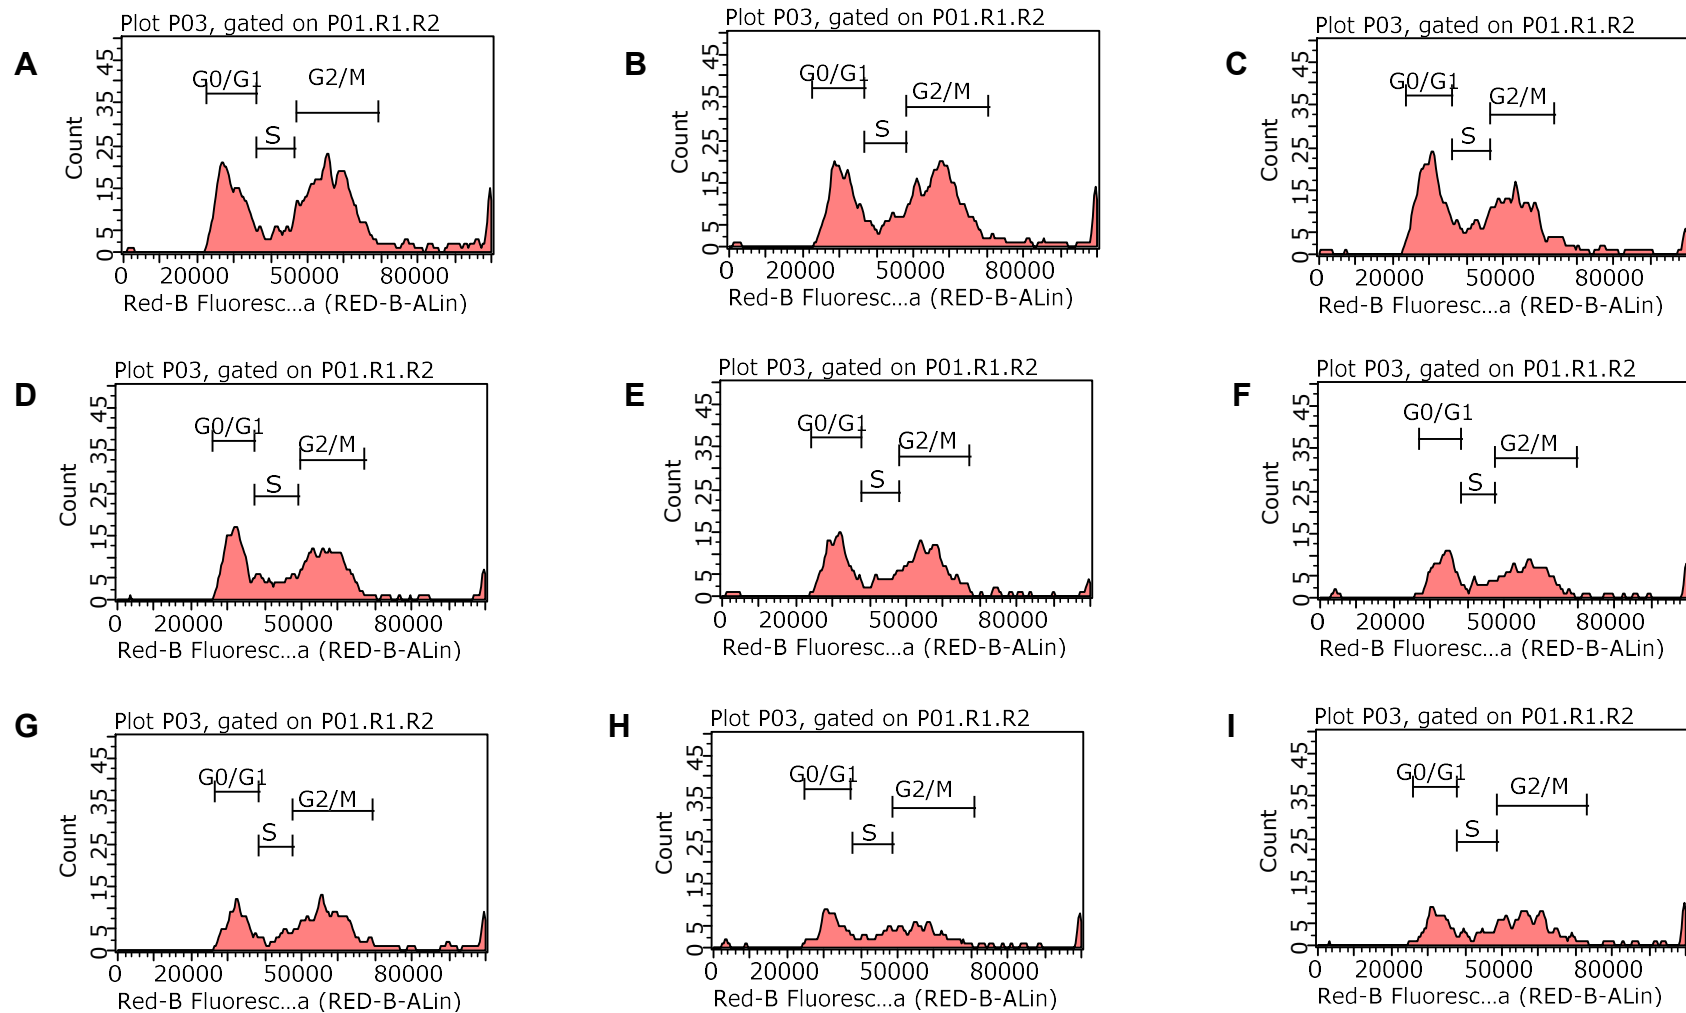 Plot P03, gated on P01.R1.R2
A
G0/G1
G2/M
S
Count
45
35
25
15
5
0
0 20000 50000 80000
Red-B Fluoresc...a (RED-B-ALin)
Plot P03, gated on P01.R1.R2
B
G0/G1
G2/M
S
Count
45
35
25
15
5
0
0 20000 50000 80000
Red-B Fluoresc...a (RED-B-ALin)
Plot P03, gated on P01.R1.R2
C
G0/G1
G2/M
S
Count
45
35
25
15
5
0
0 20000 50000 80000
Red-B Fluoresc...a (RED-B-ALin)
Plot P03, gated on P01.R1.R2
D
G0/G1
G2/M
S
Count
45
35
25
15
5
0
0 20000 50000 80000
Red-B Fluoresc...a (RED-B-ALin)
Plot P03, gated on P01.R1.R2
E
G0/G1
G2/M
S
Count
45
35
25
15
5
0
0 20000 50000 80000
Red-B Fluoresc...a (RED-B-ALin)
Plot P03, gated on P01.R1.R2
F
G0/G1
G2/M
S
Count
45
35
25
15
5
0
0 20000 50000 80000
Red-B Fluoresc...a (RED-B-ALin)
Plot P03, gated on P01.R1.R2
G
G0/G1
G2/M
S
Count
45
35
25
15
5
0
0 20000 50000 80000
Red-B Fluoresc...a (RED-B-ALin)
Plot P03, gated on P01.R1.R2
H
G0/G1
G2/M
S
Count
45
35
25
15
5
0
0 20000 50000 80000
Red-B Fluoresc...a (RED-B-ALin)
Plot P03, gated on P01.R1.R2
I
G0/G1
G2/M
S
Count
45
35
25
15
5
0
0 20000 50000 80000
Red-B Fluoresc...a (RED-B-ALin)